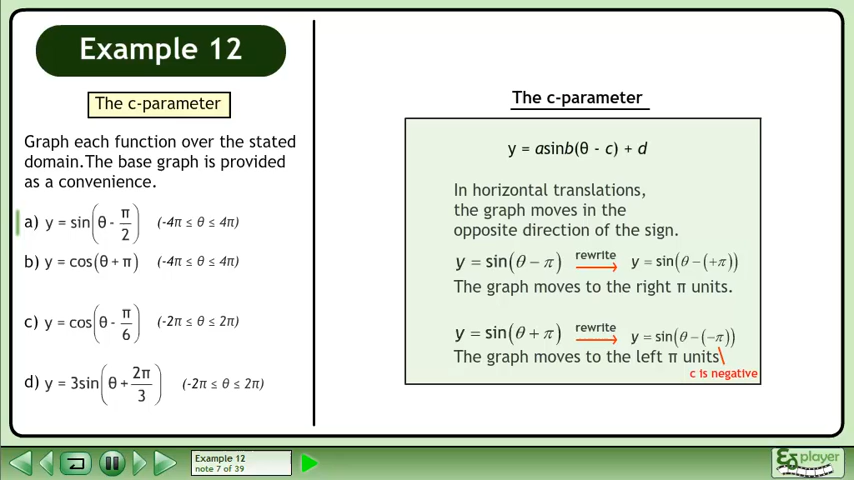 Example 12
The c-parameter
Graph each function over the stated
domain.The base graph is provided
as a convenience.
a) y = sin(θ - π/2) (-4π ≤ θ ≤ 4π)
b) y = cos(θ + π) (-4π ≤ θ ≤ 4π)
c) y = cos(θ - π/6) (-2π ≤ θ ≤ 2π)
d) y = 3sin(θ + 2π/3) (-2π ≤ θ ≤ 2π)
The c-parameter
y = asinb(θ - c) + d
In horizontal translations,
the graph moves in the
opposite direction of the sign.
y = sin(θ − π) rewrite y = sin(θ − (+π))
The graph moves to the right π units.
y = sin(θ + π) rewrite y = sin(θ − (−π))
The graph moves to the left π units
c is negative
Example 12
note 7 of 39
player